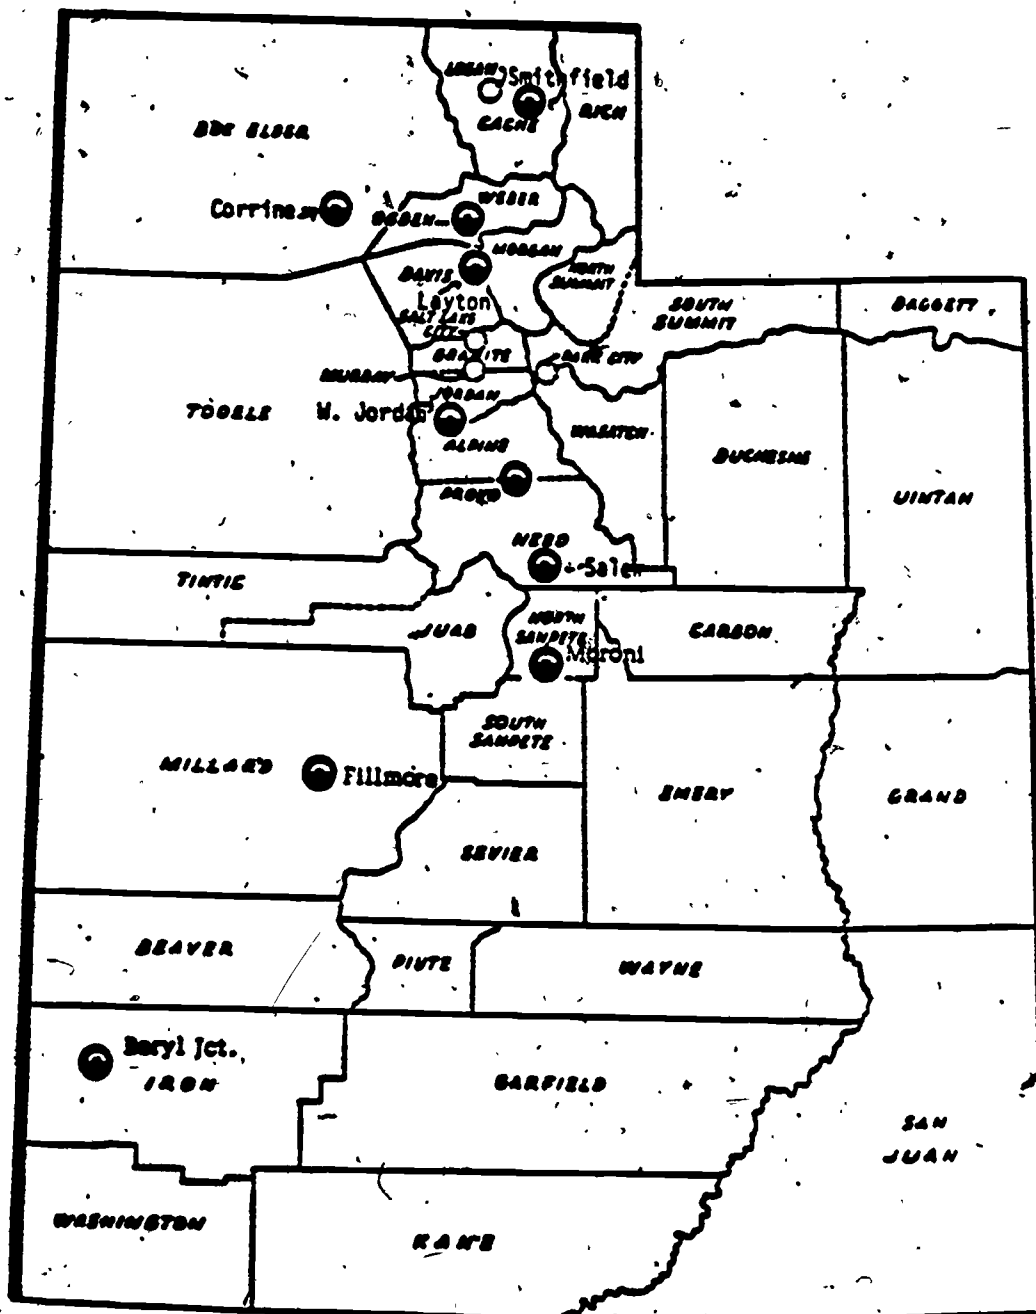 LOGAN
Smithfield
CACHE
RICH
BOX ELDER
WEBER
Corrine
OGDEN
MORGAN
DAVIS
NORTH
SUMMIT
Layton
SALT LAKE
CITY
SOUTH
SUMMIT
DAGGETT
GRANITE
PARK CITY
MURRAY
JORDAN
TOOELE
W. Jordan
ALPINE
WASATCH
DUCHESNE
PROVO
UINTAH
NEBO
Salem
TINTIC
JUAB
NORTH
SANPETE
CARBON
Moroni
SOUTH
SANPETE
MILLARD
Fillmore
EMERY
GRAND
SEVIER
BEAVER
PIUTE
WAYNE
Beryl Jct.
IRON
GARFIELD
SAN
JUAN
WASHINGTON
KANE